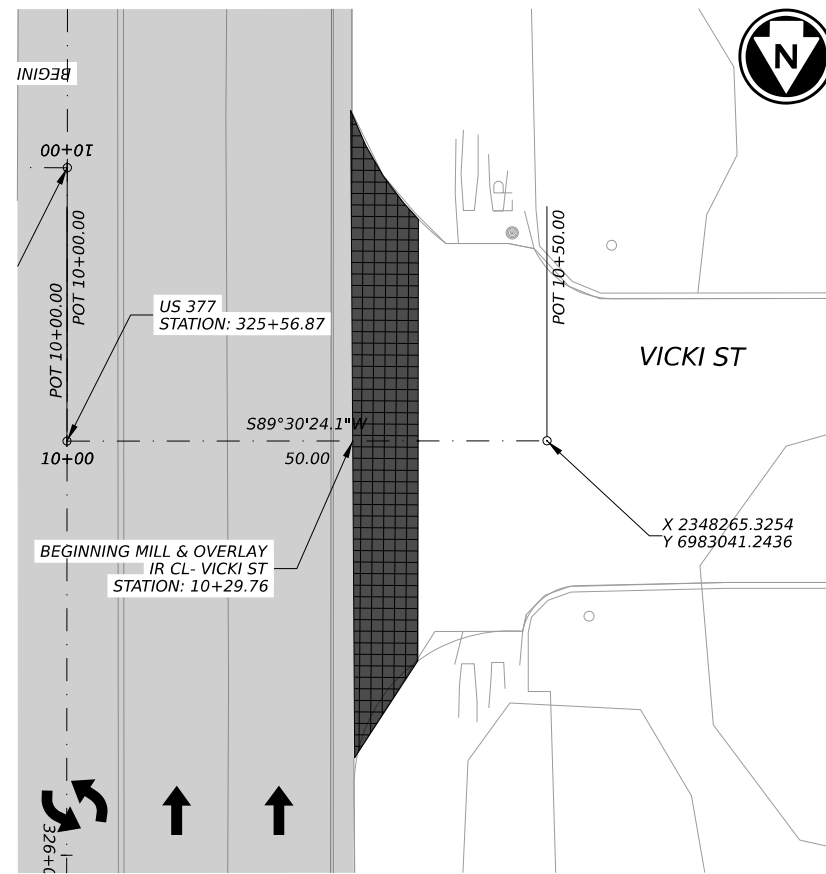 BEGINI
N
10+00
POT 10+00.00
POT 10+00.00
POT 10+50.00
US 377
STATION: 325+56.87
VICKI ST
S89°30'24.1"W
10+00
50.00
X 2348265.3254
Y 6983041.2436
BEGINNING MILL & OVERLAY
IR CL- VICKI ST
STATION: 10+29.76
326+0